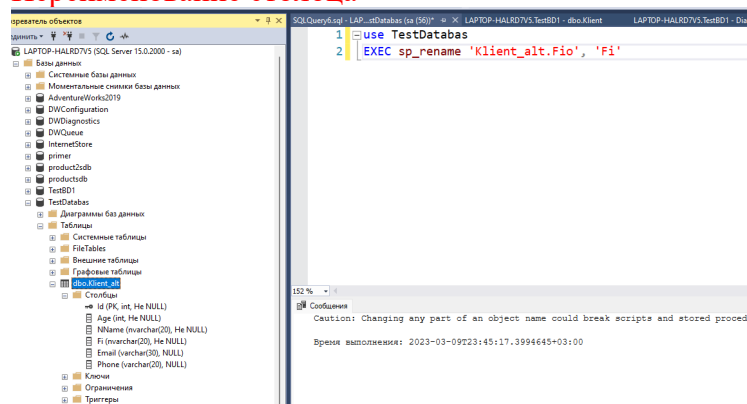 зреватель объектов
SQLQuery6.sql - LAP...stDatabas (sa (56))*
LAPTOP-HALRD7V5.TestBD1 - dbo.Klient
LAPTOP-HALRD7V5.TestBD1 - Dia
единить
LAPTOP-HALRD7V5 (SQL Server 15.0.2000 - sa)
Базы данных
Системные базы данных
Моментальные снимки базы данных
AdventureWorks2019
DWConfiguration
DWDiagnostics
DWQueue
InternetStore
primer
product2sdb
productsdb
TestBD1
TestDatabas
Диаграммы баз данных
Таблицы
Системные таблицы
FileTables
Внешние таблицы
Графовые таблицы
dbo.Klient_alt
Столбцы
Id (PK, int, Не NULL)
Age (int, Не NULL)
NName (nvarchar(20), Не NULL)
Fi (nvarchar(20), Не NULL)
Email (varchar(30), NULL)
Phone (varchar(20), NULL)
Ключи
Ограничения
Триггеры
1 use TestDatabas
2 EXEC sp_rename 'Klient_alt.Fio', 'Fi'
152 %
Сообщения
Caution: Changing any part of an object name could break scripts and stored proced
Время выполнения: 2023-03-09T23:45:17.3994645+03:00